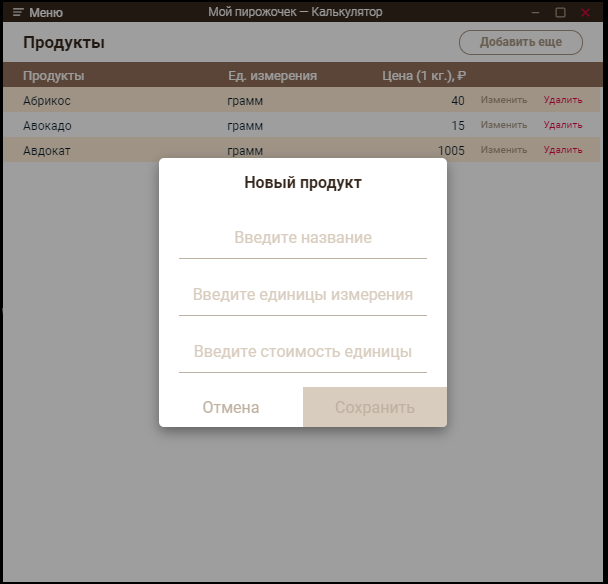 Меню Мой пирожочек — Калькулятор
Продукты Добавить еще
Продукты Ед. измерения Цена (1 кг.), ₽
Абрикос грамм 40 Изменить Удалить
Авокадо грамм 15 Изменить Удалить
Авдокат грамм 1005 Изменить Удалить
Новый продукт
Введите название
Введите единицы измерения
Введите стоимость единицы
Отмена Сохранить